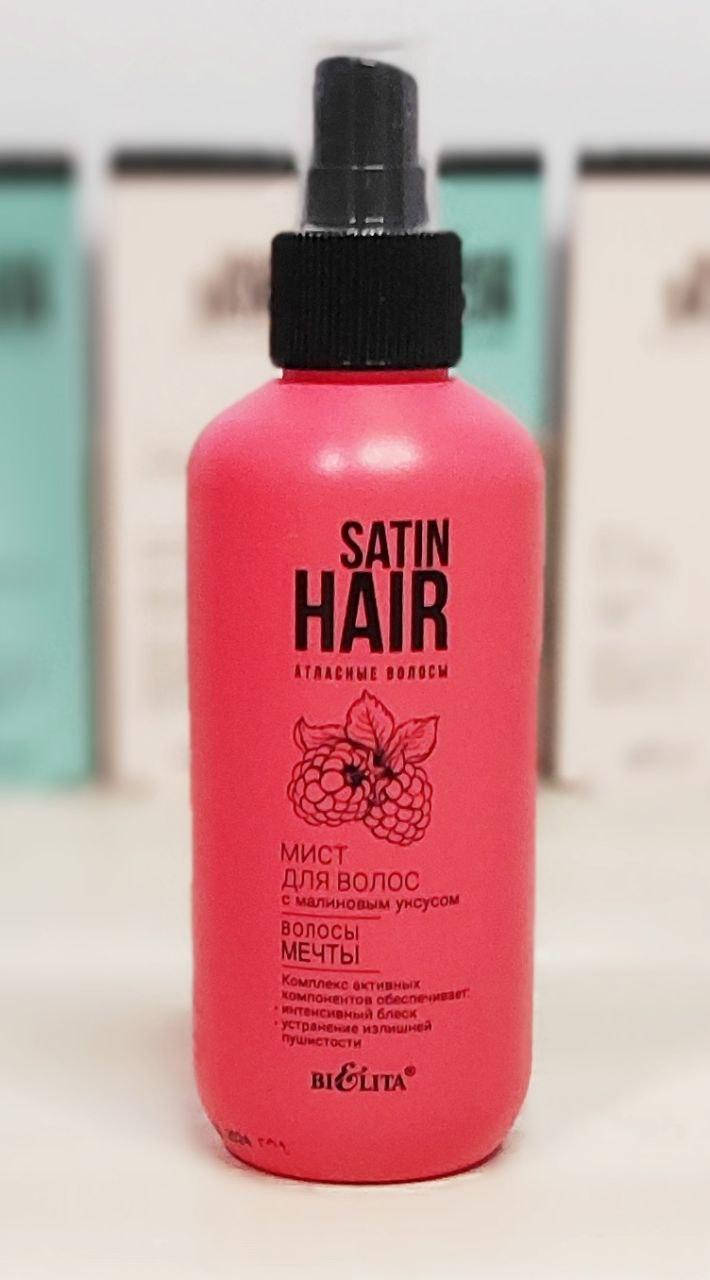 SATIN
HAIR
АТЛАСНЫЕ ВОЛОСЫ
МИСТ
ДЛЯ ВОЛОС
с малиновым уксусом
ВОЛОСЫ
МЕЧТЫ
Комплекс активных
компонентов обеспечивает:
· интенсивный блеск
· устранение излишней
пушистости
BIELITA®